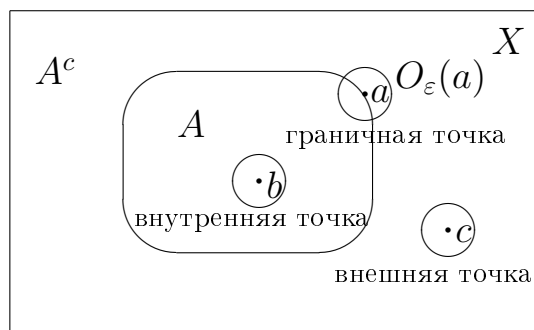 X
A^c
a O_ε(a)
A
граничная точка
b
внутренняя точка
c
внешняя точка